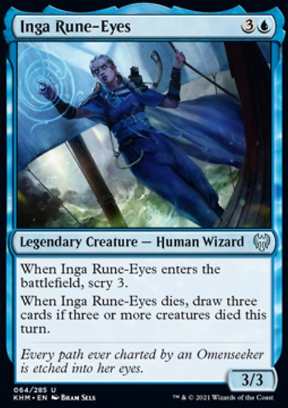 Inga Rune-Eyes 3
Legendary Creature — Human Wizard
When Inga Rune-Eyes enters the
battlefield, scry 3.
When Inga Rune-Eyes dies, draw three
cards if three or more creatures died this
turn.
Every path ever charted by an Omenseeker
is etched into her eyes.
3/3
064/285 U
KHM • EN Bram Sels
™ & © 2021 Wizards of the Coast